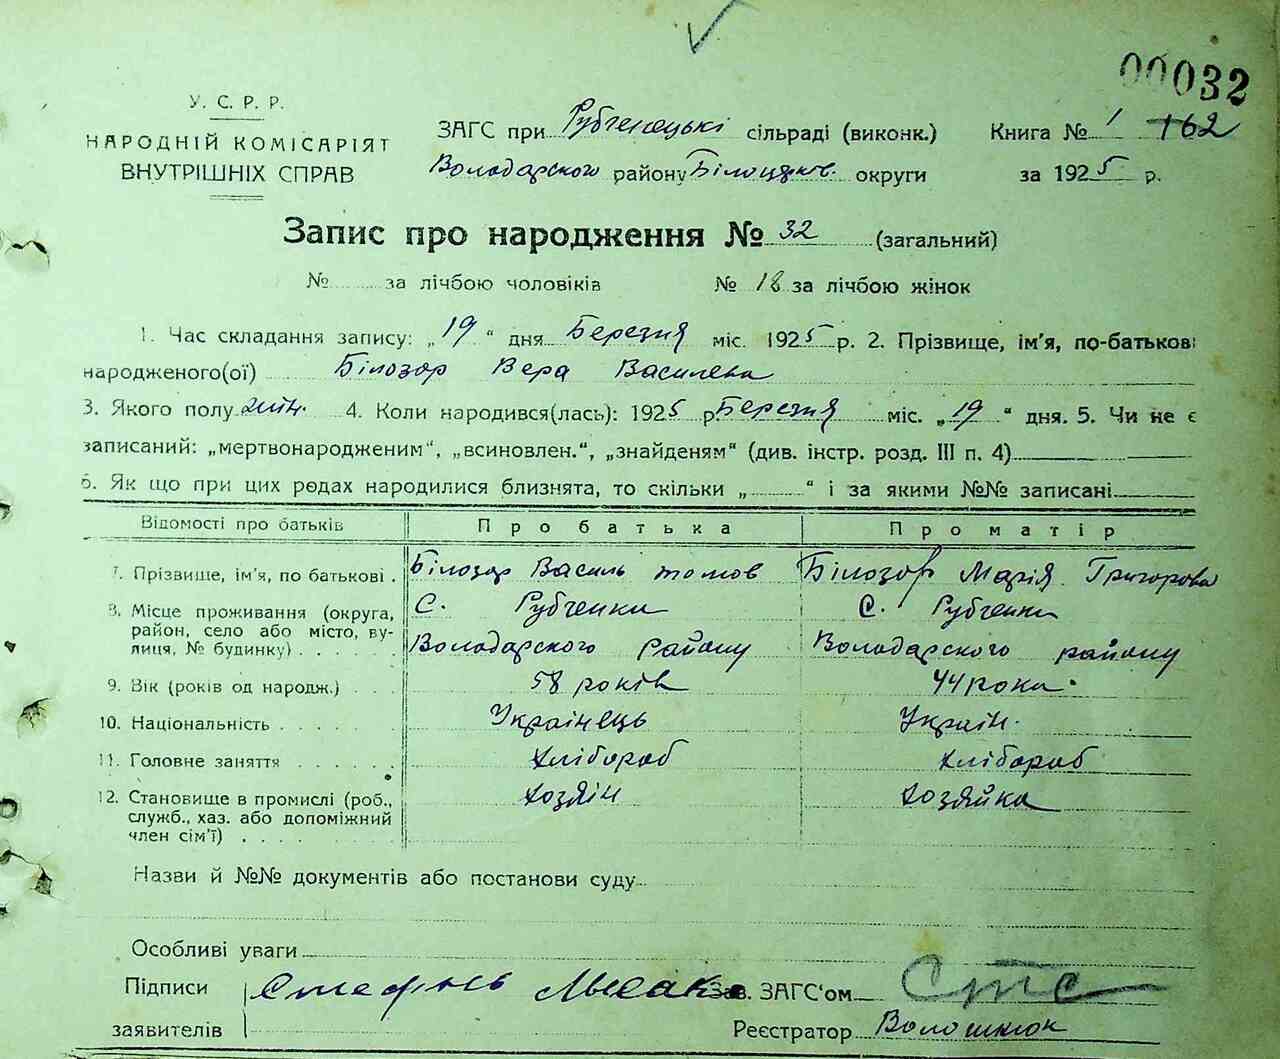 00032
У. С. Р. Р.
НАРОДНІЙ КОМІСАРІЯТ
ВНУТРІШНІХ СПРАВ
ЗАГС при Рубченецькі сільраді (виконк.) Книга № 1 162
Володарского району Білоцерків. округи за 1925 р.
Запис про народження № 32 (загальний)
№ за лічбою чоловіків № 18 за лічбою жінок
1. Час складання запису: „19“ дня Березня міс. 1925 р. 2. Прізвище, ім'я, по-батькові
народженого(ої) Білозор Вера Василева
3. Якого полу жін. 4. Коли народився(лась): 1925 р. Березня міс. „19“ дня. 5. Чи не є
записаний: „мертвонародженим“, „всиновлен.“, „знайденям“ (див. інстр. розд. III п. 4)
6. Як що при цих родах народилися близнята, то скільки „ “ і за якими №№ записані
Відомості про батьків Про батька Про матір
7. Прізвище, ім'я, по батькові . Білозор Василь томов Білозор Марія Григорова
8. Місце проживання (округа, С. Рубченки С. Рубченки
район, село або місто, ву-
лиця, № будинку) . . . . . Володарского району Володарского району
9. Вік (років од народж.) . . . 58 років 44 роки.
10. Національність . . . . . . Українець Україн.
11. Головне заняття . . . . . . хлібороб хлібороб
12. Становище в промислі (роб., хозяін хозяйка
служб., хаз. або допоміжний
член сім'ї) . . . . .
Назви й №№ документів або постанови суду
Особливі уваги
Підписи Зав. ЗАГС'ом
заявителів Реєстратор Волошинюк